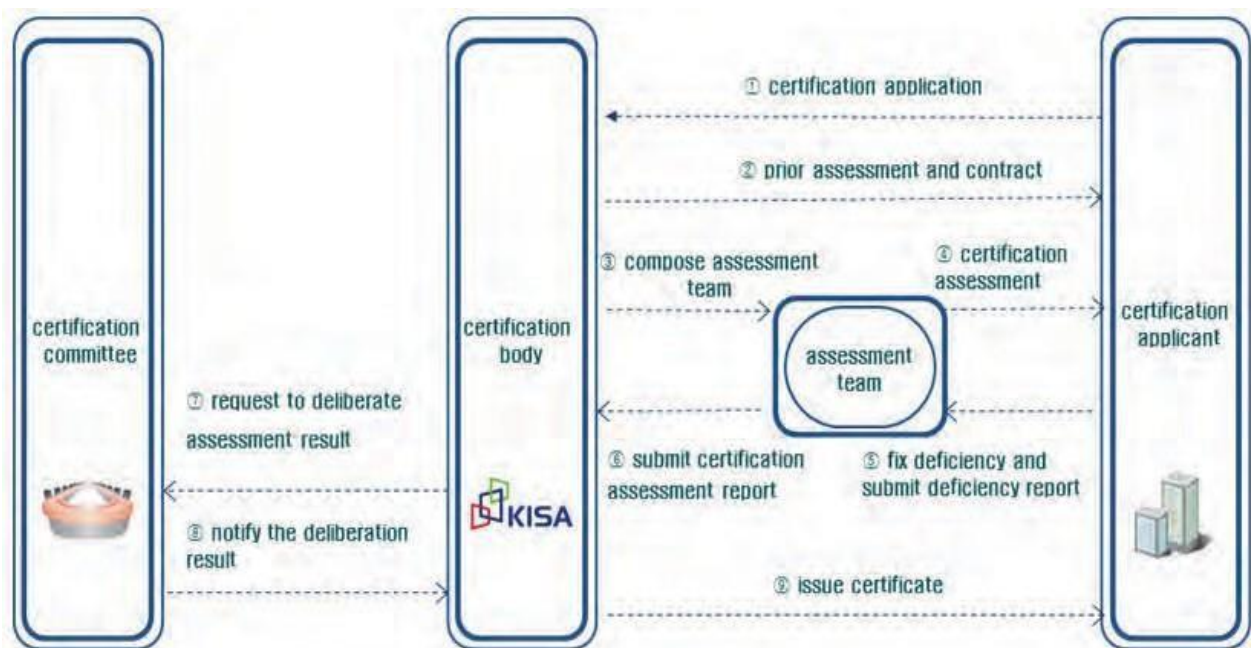 ① certification application
② prior assessment and contract
③ compose assessment
team
④ certification
assessment
certification
committee
certification
body
assessment
team
certification
applicant
⑤ fix deficiency and
submit deficiency report
⑥ submit certification
assessment report
⑦ request to deliberate
assessment result
KISA
⑧ notify the deliberation
result
⑨ issue certificate